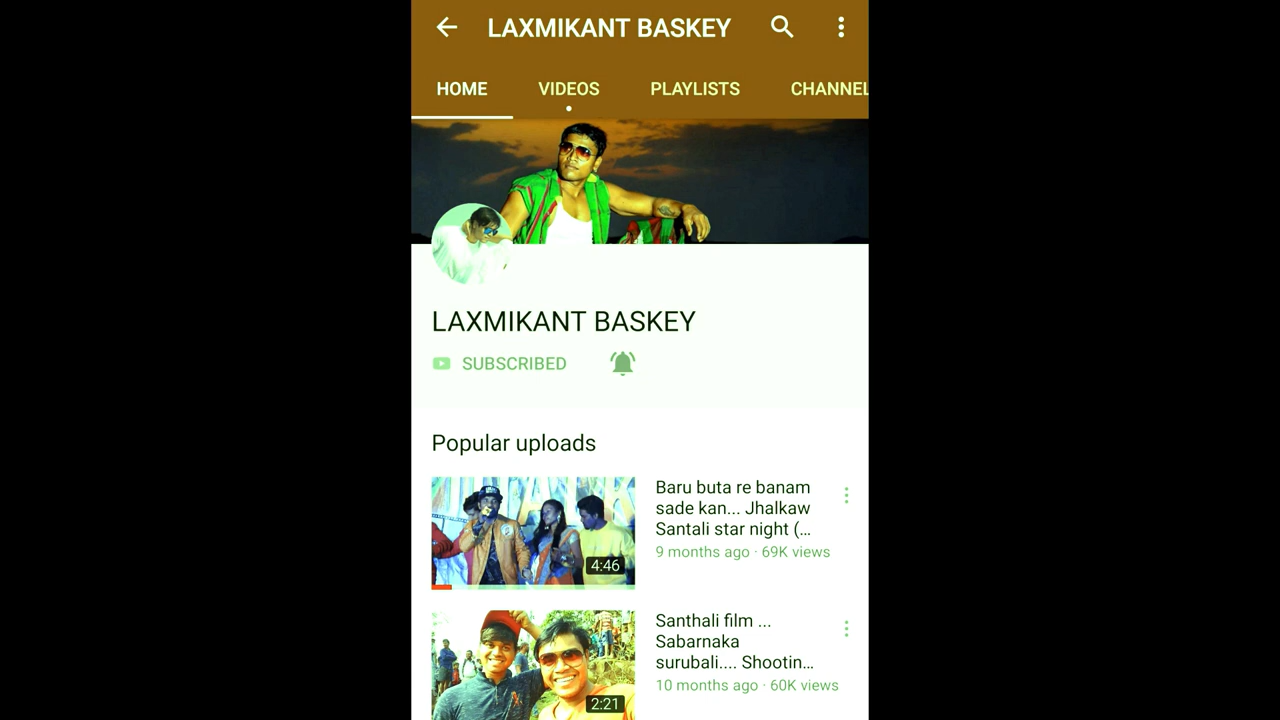 LAXMIKANT BASKEY
HOME VIDEOS PLAYLISTS CHANNEL
LAXMIKANT BASKEY
SUBSCRIBED
Popular uploads
Baru buta re banam
sade kan... Jhalkaw
Santali star night (...
9 months ago · 69K views
4:46
Santhali film ...
Sabarnaka
surubali.... Shootin...
10 months ago · 60K views
2:21